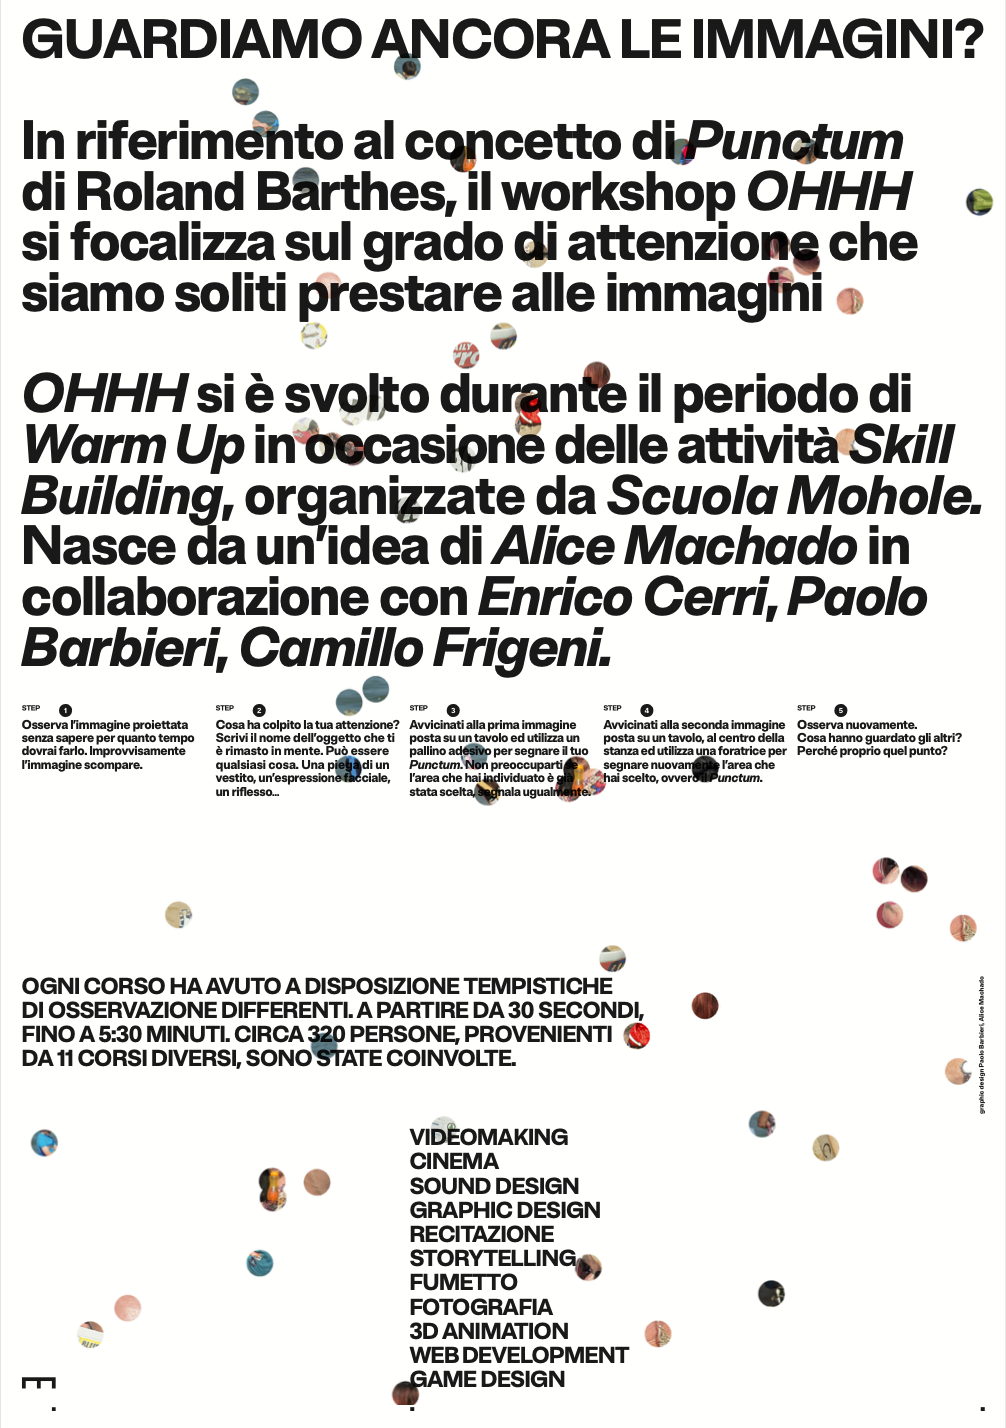 GUARDIAMO ANCORA LE IMMAGINI?
In riferimento al concetto di Punctum
di Roland Barthes, il workshop OHHH
si focalizza sul grado di attenzione che
siamo soliti prestare alle immagini
OHHH si è svolto durante il periodo di
Warm Up in occasione delle attività Skill
Building, organizzate da Scuola Mohole.
Nasce da un’idea di Alice Machado in
collaborazione con Enrico Cerri, Paolo
Barbieri, Camillo Frigeni.
STEP 1
Osserva l’immagine proiettata
senza sapere per quanto tempo
dovrai farlo. Improvvisamente
l’immagine scompare.
STEP 2
Cosa ha colpito la tua attenzione?
Scrivi il nome dell’oggetto che ti
è rimasto in mente. Può essere
qualsiasi cosa. Una piega di un
vestito, un’espressione facciale,
un riflesso...
STEP 3
Avvicinati alla prima immagine
posta su un tavolo ed utilizza un
pallino adesivo per segnare il tuo
Punctum. Non preoccuparti se
l’area che hai individuato è già
stata scelta, segnala ugualmente.
STEP 4
Avvicinati alla seconda immagine
posta su un tavolo, al centro della
stanza ed utilizza una foratrice per
segnare nuovamente l’area che
hai scelto, ovvero il Punctum.
STEP 5
Osserva nuovamente.
Cosa hanno guardato gli altri?
Perché proprio quel punto?
OGNI CORSO HA AVUTO A DISPOSIZIONE TEMPISTICHE
DI OSSERVAZIONE DIFFERENTI. A PARTIRE DA 30 SECONDI,
FINO A 5:30 MINUTI. CIRCA 320 PERSONE, PROVENIENTI
DA 11 CORSI DIVERSI, SONO STATE COINVOLTE.
graphic design Paolo Barbieri, Alice Machado
VIDEOMAKING
CINEMA
SOUND DESIGN
GRAPHIC DESIGN
RECITAZIONE
STORYTELLING
FUMETTO
FOTOGRAFIA
3D ANIMATION
WEB DEVELOPMENT
GAME DESIGN